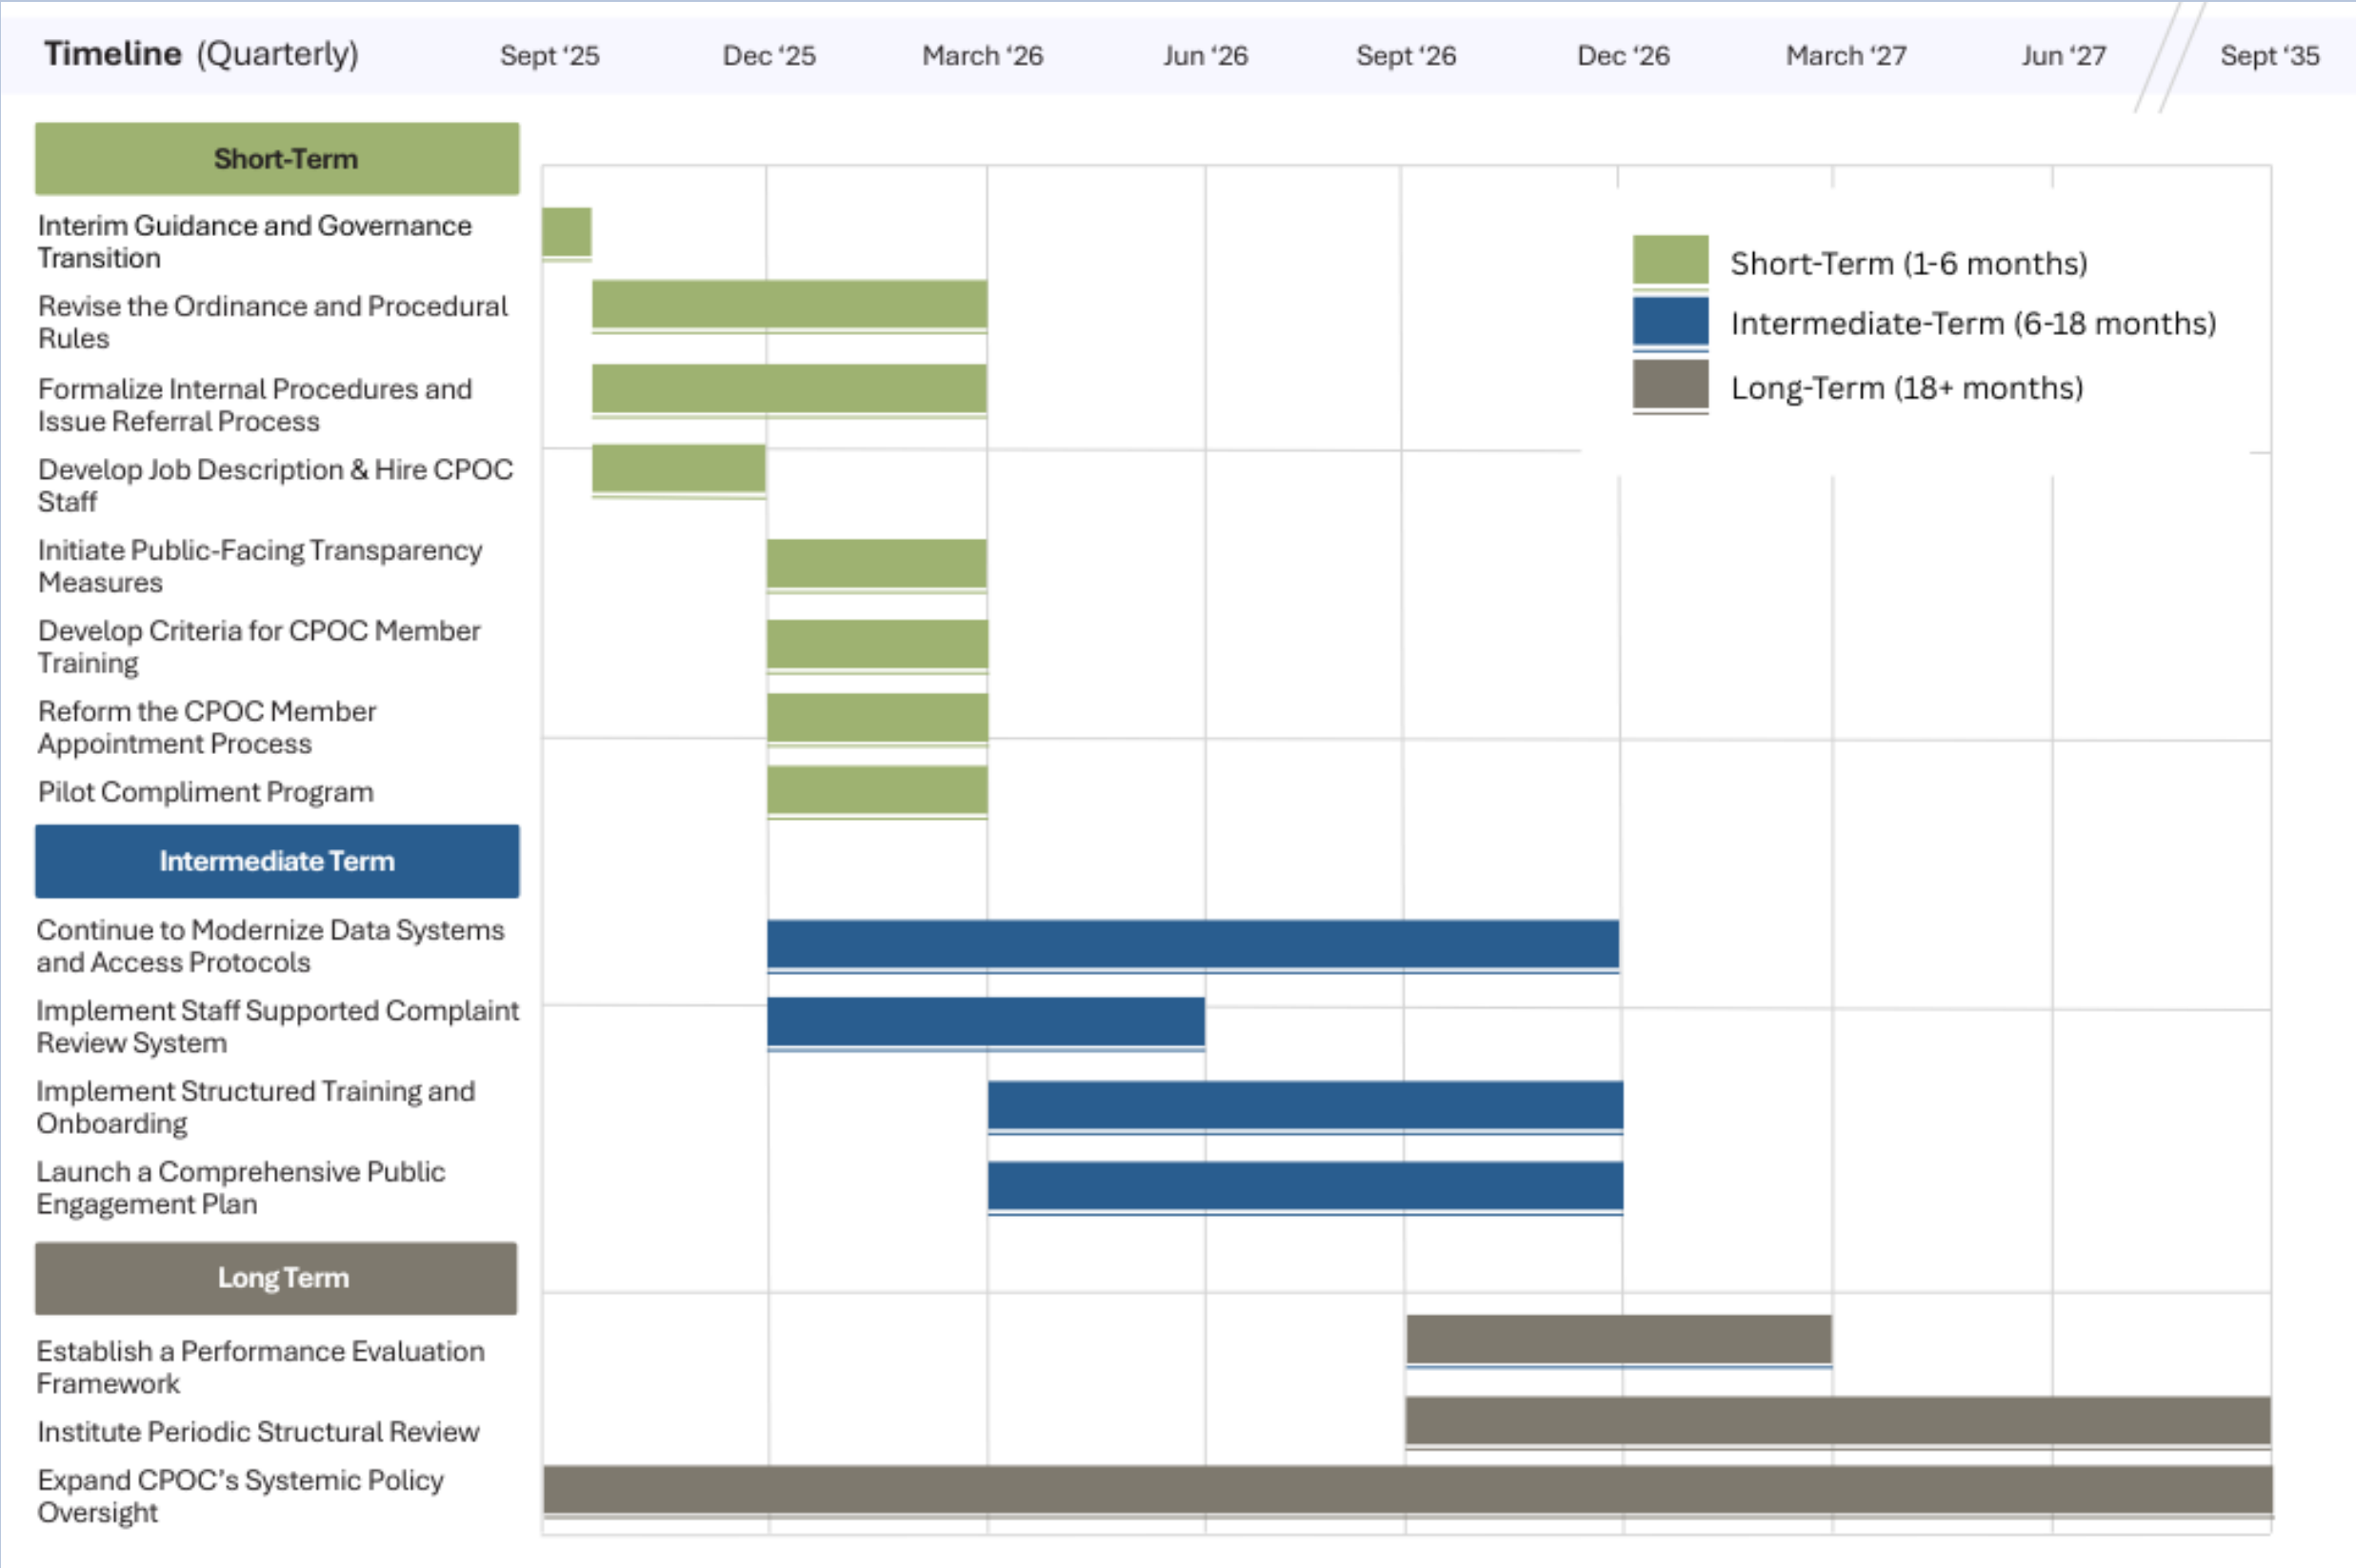 Timeline (Quarterly) Sept ‘25 Dec ‘25 March ‘26 Jun ‘26 Sept ‘26 Dec ‘26 March ‘27 Jun ‘27 Sept ‘35
Short-Term
Interim Guidance and Governance
Transition
Revise the Ordinance and Procedural
Rules
Formalize Internal Procedures and
Issue Referral Process
Develop Job Description & Hire CPOC
Staff
Initiate Public-Facing Transparency
Measures
Develop Criteria for CPOC Member
Training
Reform the CPOC Member
Appointment Process
Pilot Compliment Program
Intermediate Term
Continue to Modernize Data Systems
and Access Protocols
Implement Staff Supported Complaint
Review System
Implement Structured Training and
Onboarding
Launch a Comprehensive Public
Engagement Plan
Long Term
Establish a Performance Evaluation
Framework
Institute Periodic Structural Review
Expand CPOC’s Systemic Policy
Oversight
Short-Term (1-6 months)
Intermediate-Term (6-18 months)
Long-Term (18+ months)